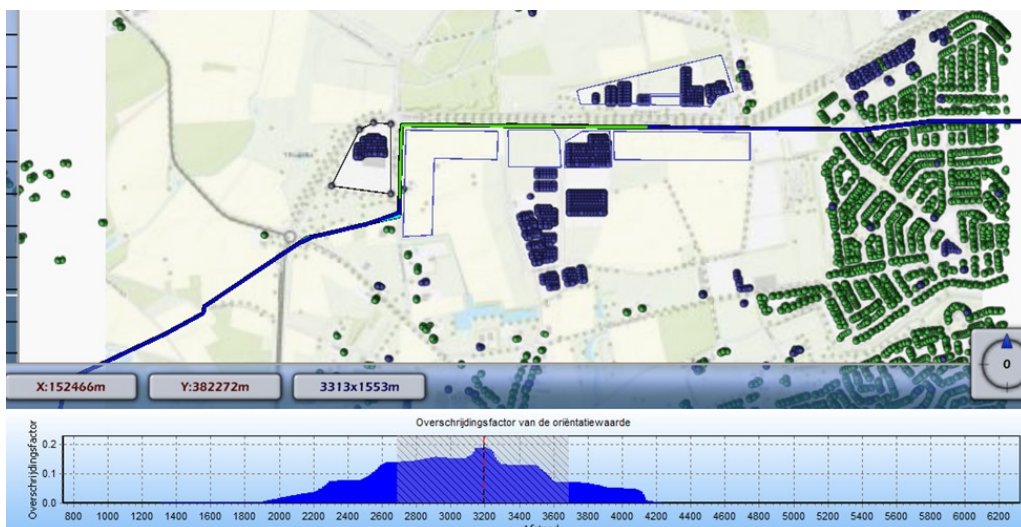 0
X:152466m Y:382272m 3313x1553m
Overschrijdingsfactor van de oriëntatiewaarde
Overschrijdingsfactor
0.2
0.1
0.0
800 1000 1200 1400 1600 1800 2000 2200 2400 2600 2800 3000 3200 3400 3600 3800 4000 4200 4400 4600 4800 5000 5200 5400 5600 5800 6000 6200